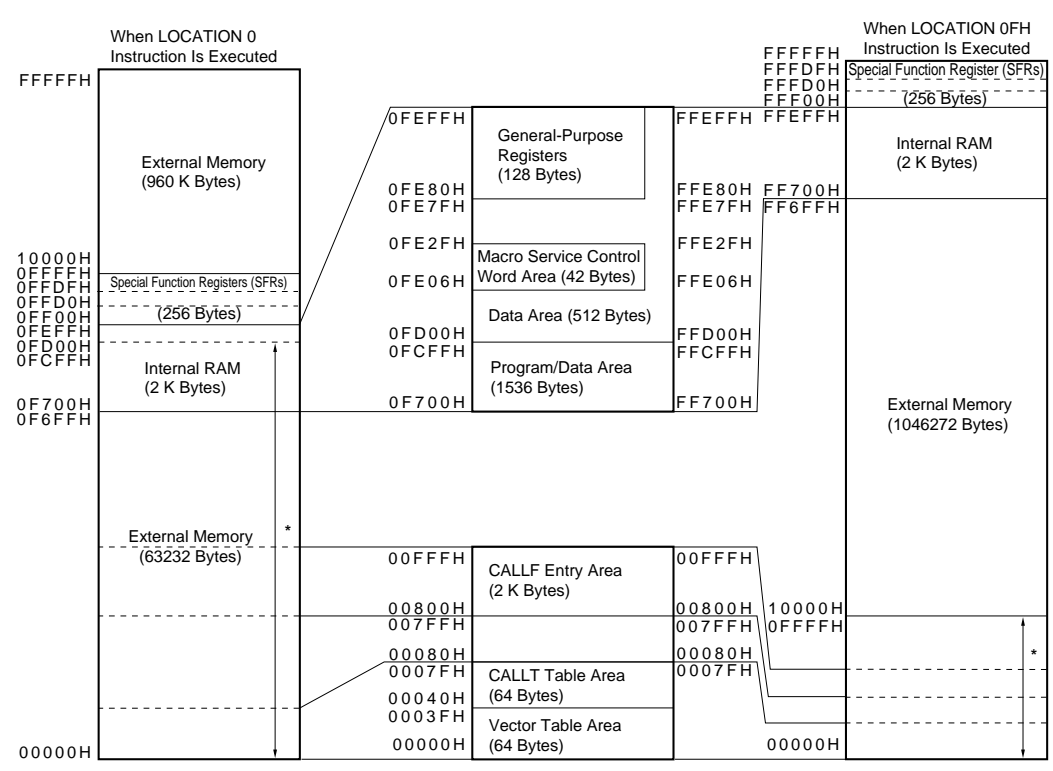 When LOCATION 0
Instruction Is Executed
FFFFFH
External Memory
(960 K Bytes)
10000H
0FFFFH
0FFDFH
0FFD0H
0FF00H
0FEFFH
0FD00H
0FCFFH
Special Function Registers (SFRs)
(256 Bytes)
Internal RAM
(2 K Bytes)
0F700H
0F6FFH
External Memory
(63232 Bytes)
*
00000H
0FEFFH
General-Purpose
Registers
(128 Bytes)
FFEFFH
0FE80H
FFE80H
0FE7FH
FFE7FH
0FE2FH
FFE2FH
Macro Service Control
Word Area (42 Bytes)
0FE06H
FFE06H
Data Area (512 Bytes)
0FD00H
FFD00H
0FCFFH
FFCFFH
Program/Data Area
(1536 Bytes)
0F700H
FF700H
00FFFH
00FFFH
CALLF Entry Area
(2 K Bytes)
00800H
00800H
007FFH
007FFH
00080H
00080H
0007FH
0007FH
CALLT Table Area
(64 Bytes)
00040H
0003FH
Vector Table Area
(64 Bytes)
00000H
When LOCATION 0FH
Instruction Is Executed
FFFFFH
FFFDFH
FFFD0H
FFF00H
FFEFFH
Special Function Register (SFRs)
(256 Bytes)
Internal RAM
(2 K Bytes)
FF700H
FF6FFH
External Memory
(1046272 Bytes)
10000H
0FFFFH
*
00000H